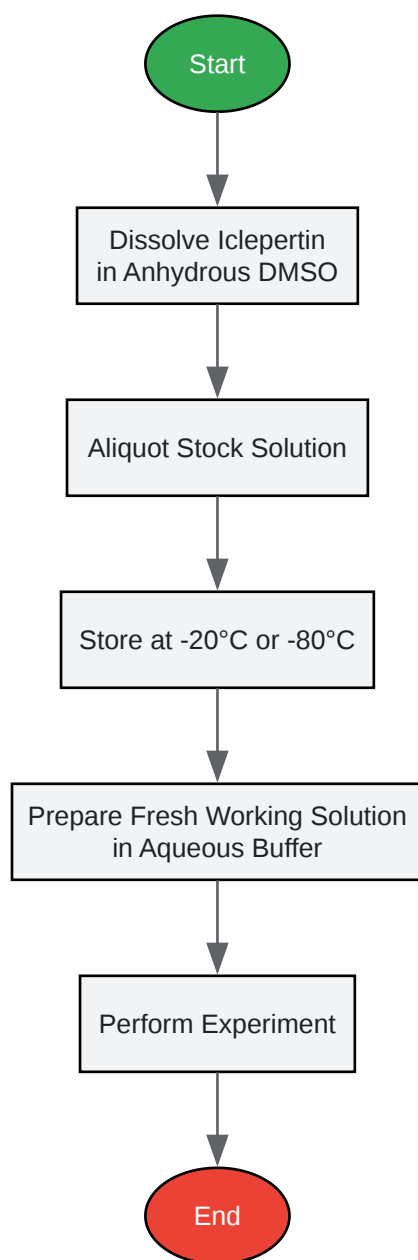 Start
Dissolve Iclepertin
in Anhydrous DMSO
Aliquot Stock Solution
Store at -20°C or -80°C
Prepare Fresh Working Solution
in Aqueous Buffer
Perform Experiment
End